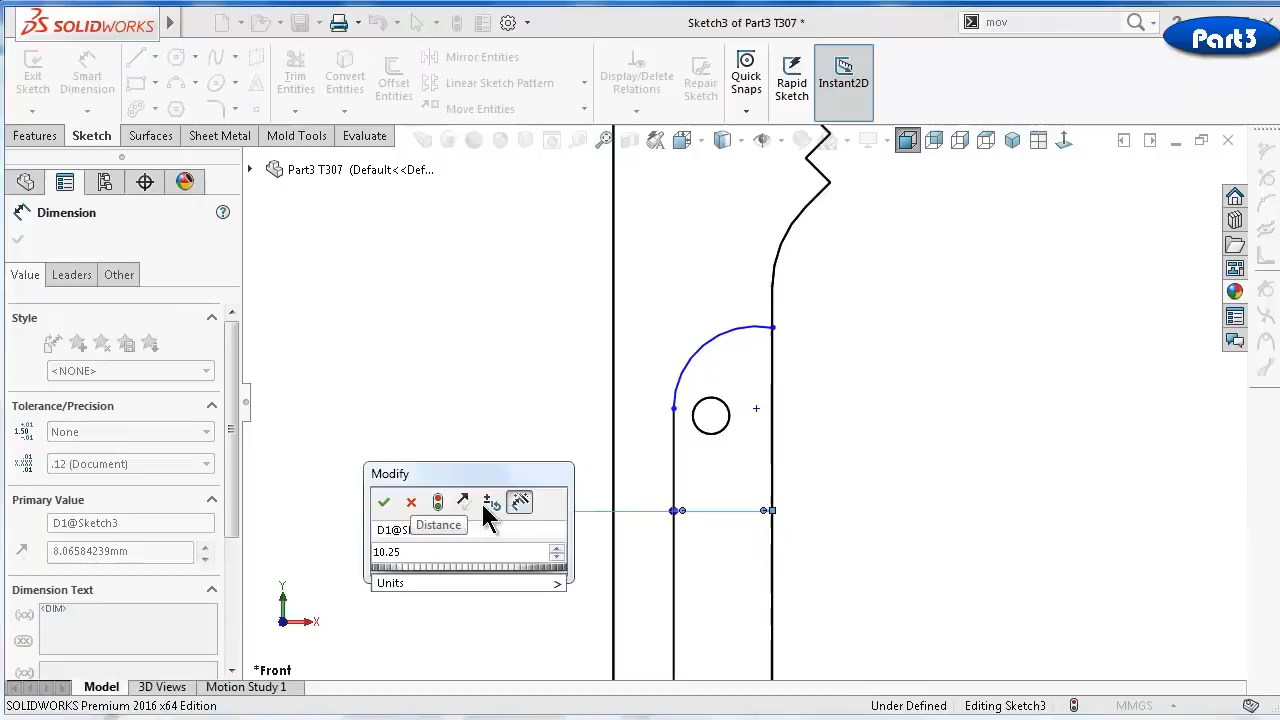 SOLIDWORKS
Sketch3 of Part3 T307 *
mov
?
Part3
Exit Sketch
Smart Dimension
Trim Entities
Convert Entities
Offset Entities
Mirror Entities
Linear Sketch Pattern
Move Entities
Display/Delete Relations
Repair Sketch
Quick Snaps
Rapid Sketch
Instant2D
Features
Sketch
Surfaces
Sheet Metal
Mold Tools
Evaluate
Part3 T307 (Default<<Def...
Dimension
?
Value
Leaders
Other
Style
<NONE>
Tolerance/Precision
None
.12 (Document)
Primary Value
D1@Sketch3
8.06584239mm
Dimension Text
<DIM>
Modify
Distance
10.25
Units
>
Y
X
*Front
Model
3D Views
Motion Study 1
SOLIDWORKS Premium 2016 x64 Edition
Under Defined
Editing Sketch3
MMGS